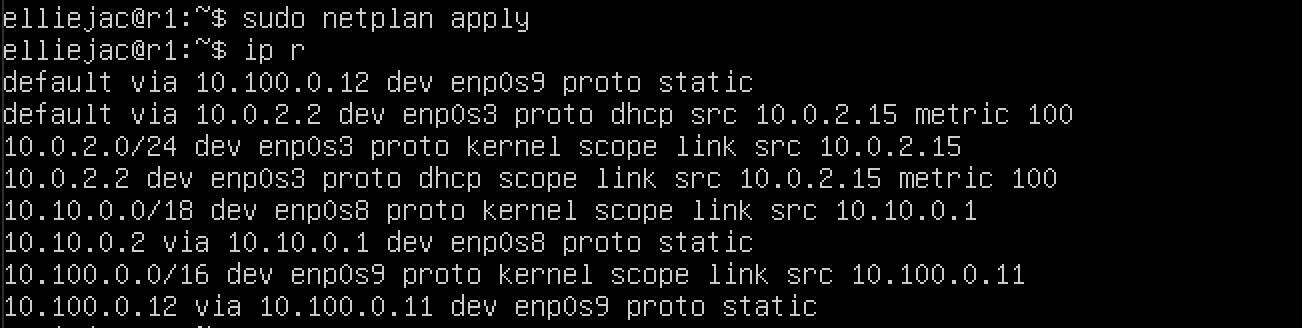 elliejac@r1:~$ sudo netplan apply
elliejac@r1:~$ ip r
default via 10.100.0.12 dev enp0s9 proto static
default via 10.0.2.2 dev enp0s3 proto dhcp src 10.0.2.15 metric 100
10.0.2.0/24 dev enp0s3 proto kernel scope link src 10.0.2.15
10.0.2.2 dev enp0s3 proto dhcp scope link src 10.0.2.15 metric 100
10.10.0.0/18 dev enp0s8 proto kernel scope link src 10.10.0.1
10.10.0.2 via 10.10.0.1 dev enp0s8 proto static
10.100.0.0/16 dev enp0s9 proto kernel scope link src 10.100.0.11
10.100.0.12 via 10.100.0.11 dev enp0s9 proto static